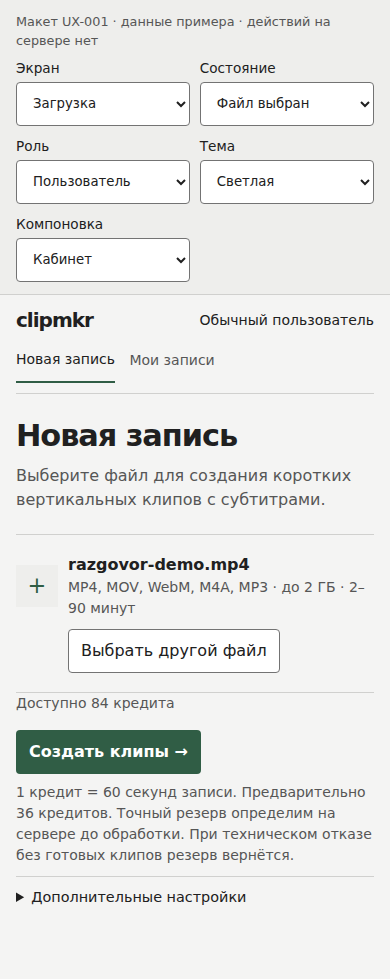 Макет UX-001 · данные примера · действий на
сервере нет
Экран
Состояние
Загрузка
Файл выбран
Роль
Тема
Пользователь
Светлая
Компоновка
Кабинет
clipmkr
Обычный пользователь
Новая запись
Мои записи
Новая запись
Выберите файл для создания коротких
вертикальных клипов с субтитрами.
+
razgovor-demo.mp4
MP4, MOV, WebM, M4A, MP3 · до 2 ГБ · 2–
90 минут
Выбрать другой файл
Доступно 84 кредита
Создать клипы →
1 кредит = 60 секунд записи. Предварительно
36 кредитов. Точный резерв определим на
сервере до обработки. При техническом отказе
без готовых клипов резерв вернётся.
Дополнительные настройки